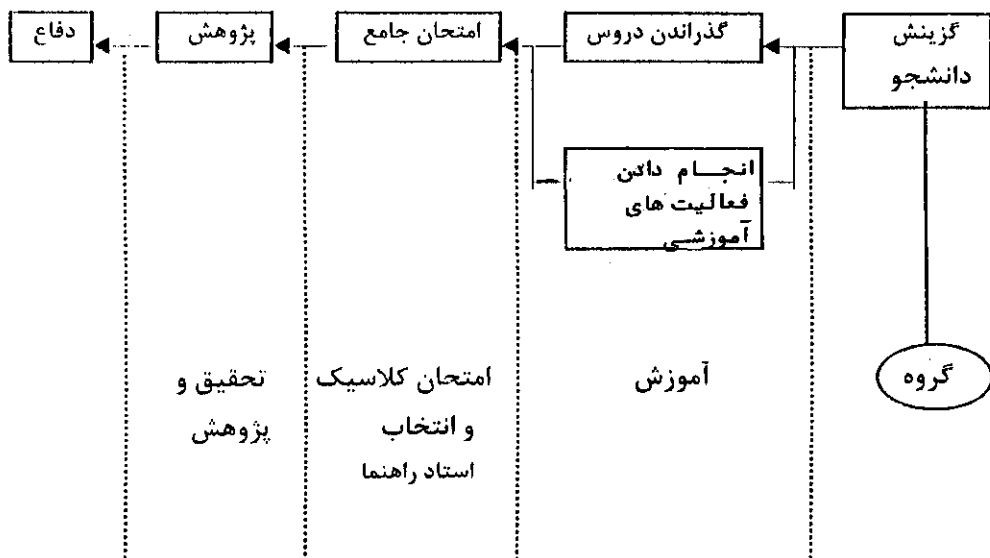 گزینش
دانشجو
گذراندن دروس
امتحان جامع
پژوهش
دفاع
انجام دادن
فعالیت های
آموزشی
گروه
آموزش
امتحان کلاسیک
و انتخاب
استاد راهنما
تحقیق و
پژوهش